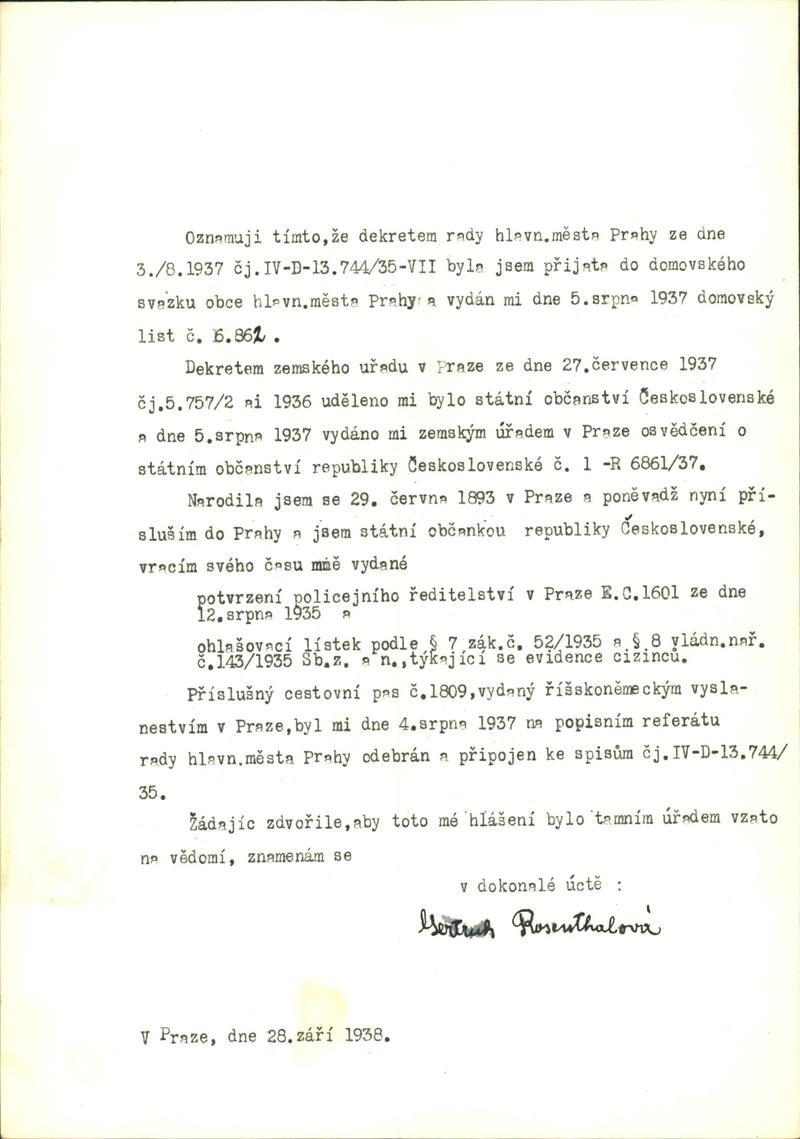 Oznamuji tímto,že dekretem rady hlavn.města Prahy ze dne
3./8.1937 čj.IV-D-13.744/35-VII byla jsem přijata do domovského
svazku obce hlavn.města Prahy a vydán mi dne 5.srpna 1937 domovský
list č. 6.862.
Dekretem zemského uřadu v Praze ze dne 27.července 1937
čj.5.757/2 ai 1936 uděleno mi bylo státní občanství Československé
a dne 5.srpna 1937 vydáno mi zemským úřadem v Praze osvědčení o
státním občanství republiky Československé č. 1 -R 6861/37.
Narodila jsem se 29. června 1893 v Praze a poněvadž nyní pří-
sluším do Prahy a jsem státní občankou republiky Československé,
vracím svého času mně vydané
potvrzení policejního ředitelství v Praze E.C.1601 ze dne
12.srpna 1935 a
ohlašovací lístek podle § 7 zák.č. 52/1935 a § 8 vládn.nař.
č.143/1935 Sb.z. a n.,týkající se evidence cizinců.
Příslušný cestovní pas č.1809,vydaný říšskoněmeckým vysla-
nestvím v Praze,byl mi dne 4.srpna 1937 na popisním referátu
rady hlavn.města Prahy odebrán a připojen ke spisům čj.IV-D-13.744/
35.
Žádajíc zdvořile,aby toto mé hlášení bylo tamním úřadem vzato
na vědomí, znamenám se
v dokonalé úctě :
Gertrud Rosenthalová
V Praze, dne 28.září 1938.